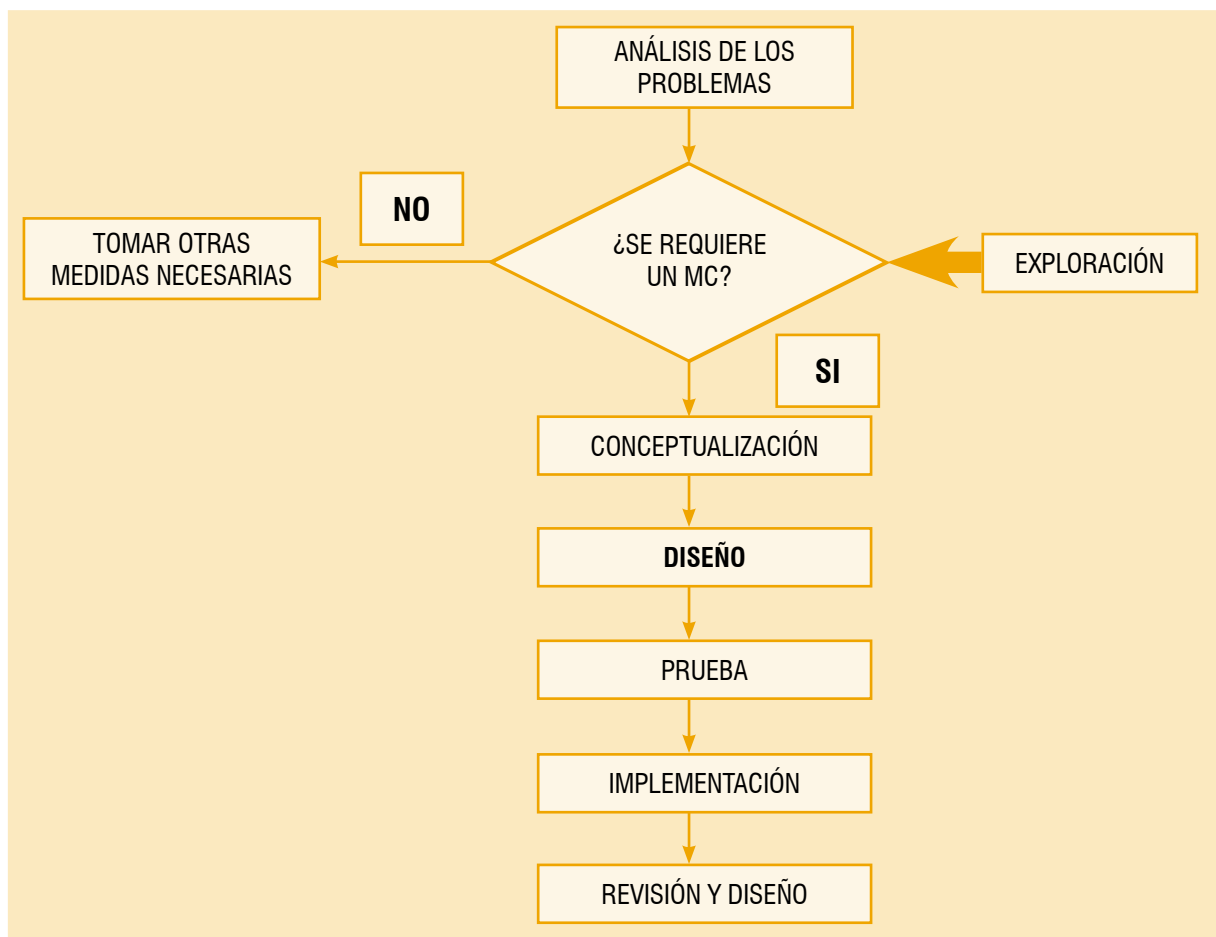 ANÁLISIS DE LOS
PROBLEMAS
NO
TOMAR OTRAS
MEDIDAS NECESARIAS
¿SE REQUIERE
UN MC?
EXPLORACIÓN
SI
CONCEPTUALIZACIÓN
DISEÑO
PRUEBA
IMPLEMENTACIÓN
REVISIÓN Y DISEÑO